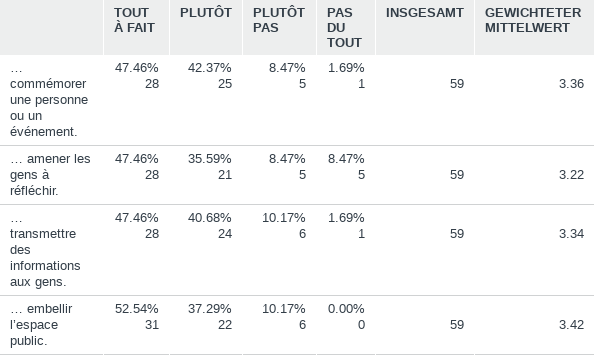 TOUT À FAIT PLUTÔT PLUTÔT PAS PAS DU TOUT INSGESAMT GEWICHTETER MITTELWERT
… 47.46% 42.37% 8.47% 1.69%
commémorer 28 25 5 1 59 3.36
une personne
ou un
événement.
… amener les 47.46% 35.59% 8.47% 8.47%
gens à 28 21 5 5 59 3.22
réfléchir.
… 47.46% 40.68% 10.17% 1.69%
transmettre 28 24 6 1 59 3.34
des
informations
aux gens.
… embellir 52.54% 37.29% 10.17% 0.00%
l'espace 31 22 6 0 59 3.42
public.